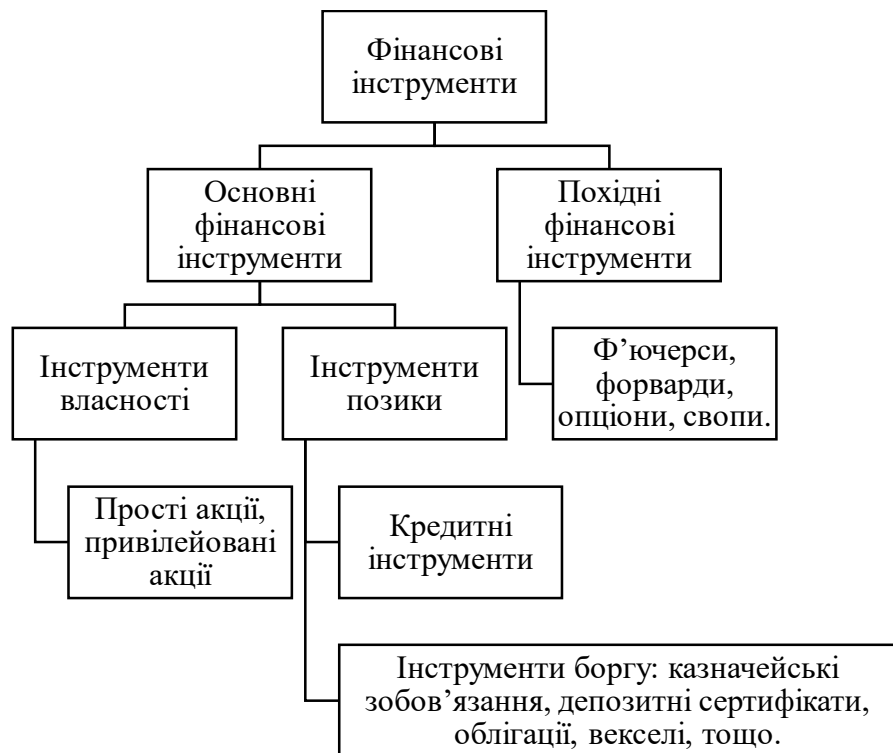 Фінансові
інструменти
Основні
фінансові
інструменти
Похідні
фінансові
інструменти
Інструменти
власності
Інструменти
позики
Ф’ючерси,
форварди,
опціони, свопи.
Прості акції,
привілейовані
акції
Кредитні
інструменти
Інструменти боргу: казначейські
зобов’язання, депозитні сертифікати,
облігації, векселі, тощо.